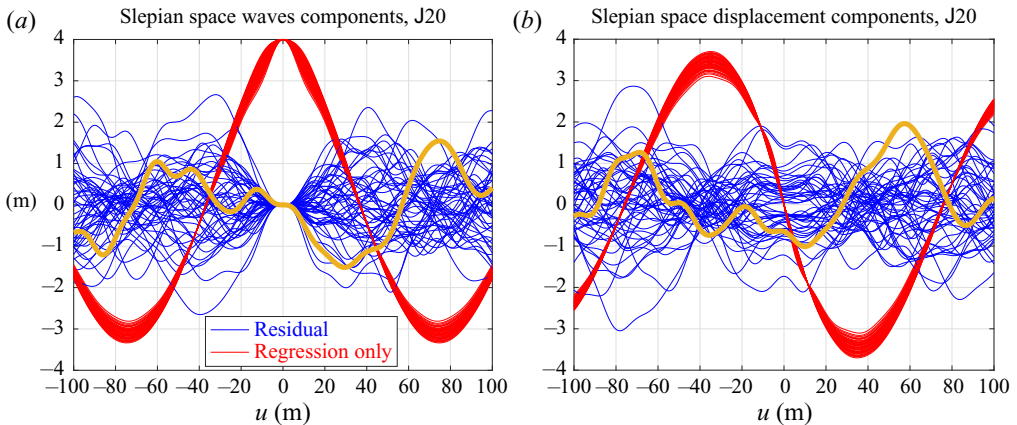 (a) Slepian space waves components, J20
4
3
2
1
(m) 0
−1
−2
−3
−4
Residual
Regression only
−100 −80 −60 −40 −20 0 20 40 60 80 100
u (m)
(b) Slepian space displacement components, J20
4
3
2
1
0
−1
−2
−3
−4
−100 −80 −60 −40 −20 0 20 40 60 80 100
u (m)